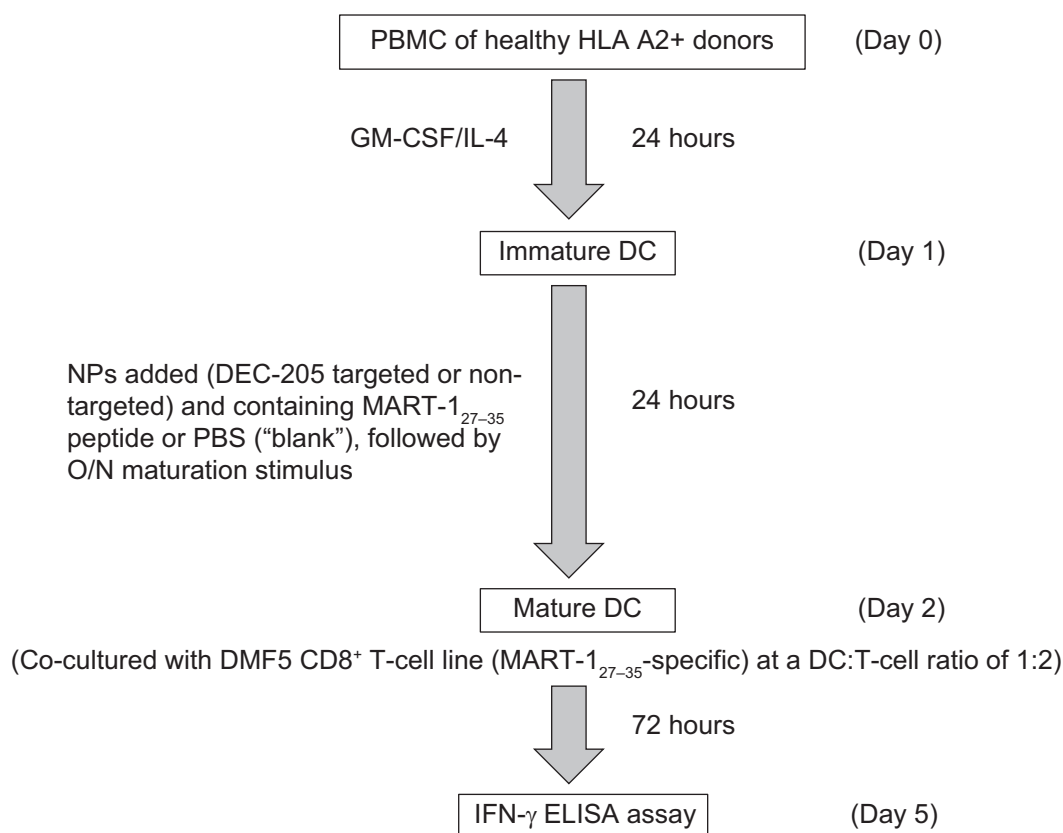 PBMC of healthy HLA A2+ donors (Day 0)
GM-CSF/IL-4 24 hours
Immature DC (Day 1)
NPs added (DEC-205 targeted or non-
targeted) and containing MART-1₂₇₋₃₅
peptide or PBS (“blank”), followed by
O/N maturation stimulus
24 hours
Mature DC (Day 2)
(Co-cultured with DMF5 CD8⁺ T-cell line (MART-1₂₇₋₃₅-specific) at a DC:T-cell ratio of 1:2)
72 hours
IFN-γ ELISA assay (Day 5)